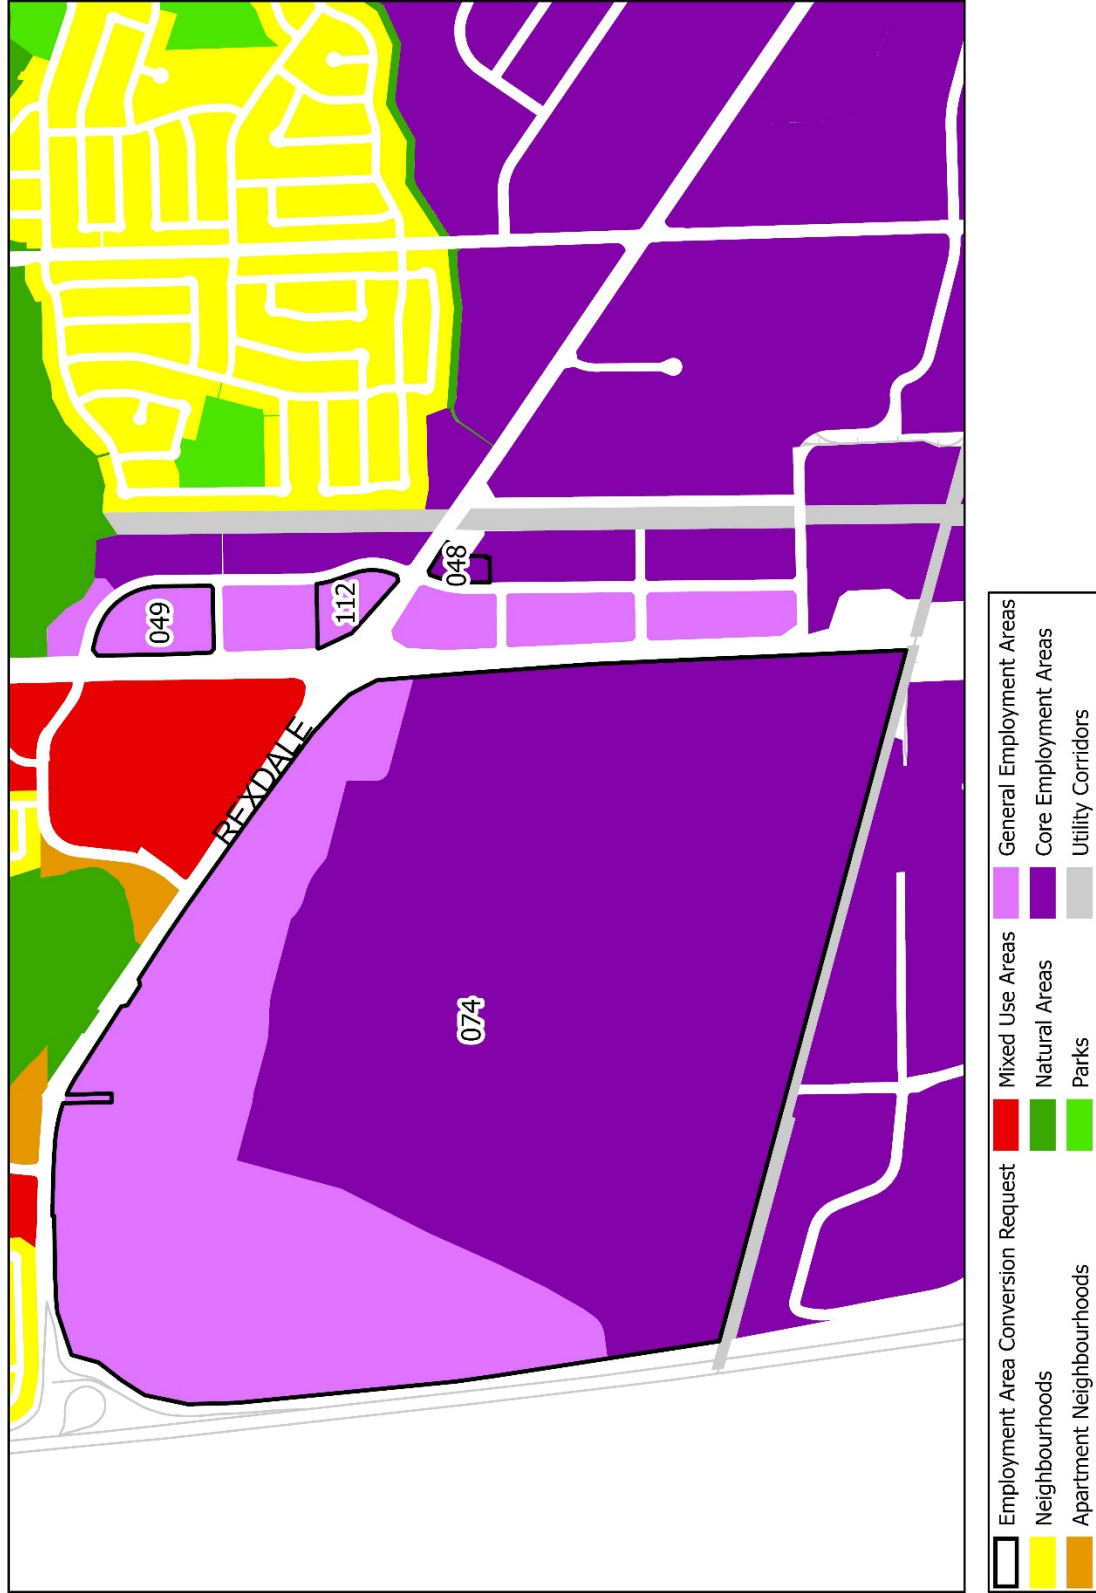 REXDALE
049
112
048
074
Employment Area Conversion Request
Neighbourhoods
Apartment Neighbourhoods
Mixed Use Areas
Natural Areas
Parks
General Employment Areas
Core Employment Areas
Utility Corridors